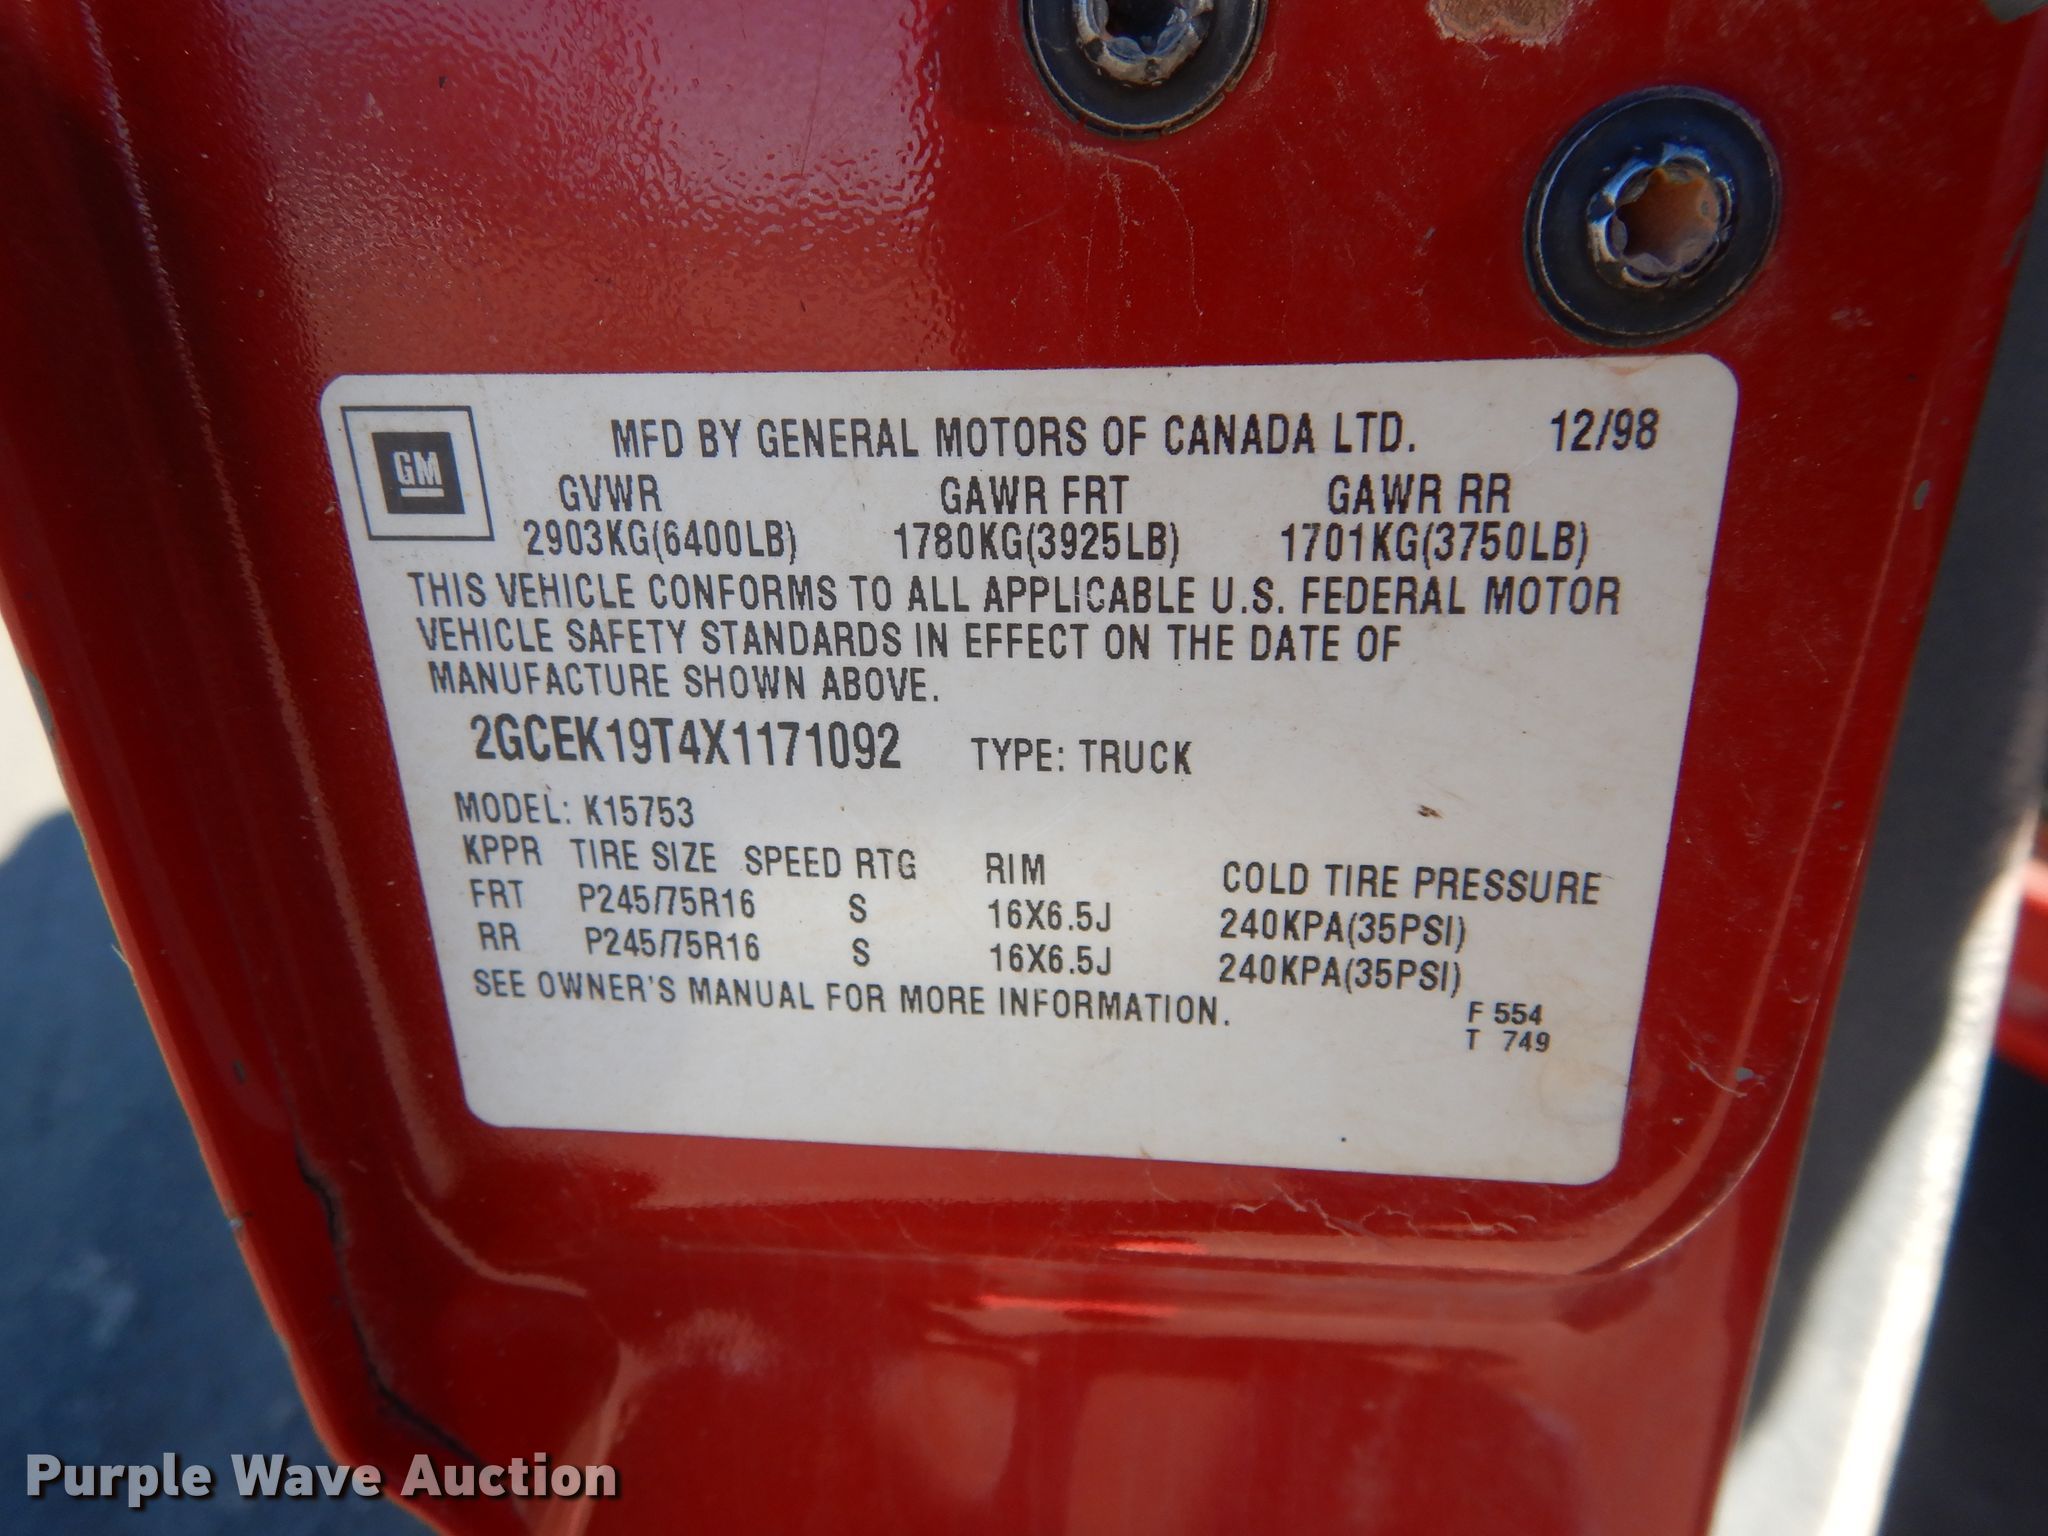 GM
MFD BY GENERAL MOTORS OF CANADA LTD. 12/98
GVWR GAWR FRT GAWR RR
2903KG(6400LB) 1780KG(3925LB) 1701KG(3750LB)
THIS VEHICLE CONFORMS TO ALL APPLICABLE U.S. FEDERAL MOTOR
VEHICLE SAFETY STANDARDS IN EFFECT ON THE DATE OF
MANUFACTURE SHOWN ABOVE.
2GCEK19T4X1171092 TYPE: TRUCK
MODEL: K15753
KPPR TIRE SIZE SPEED RTG RIM COLD TIRE PRESSURE
FRT P245/75R16 S 16X6.5J 240KPA(35PSI)
RR P245/75R16 S 16X6.5J 240KPA(35PSI)
SEE OWNER'S MANUAL FOR MORE INFORMATION.
F 554
T 749
Purple Wave Auction